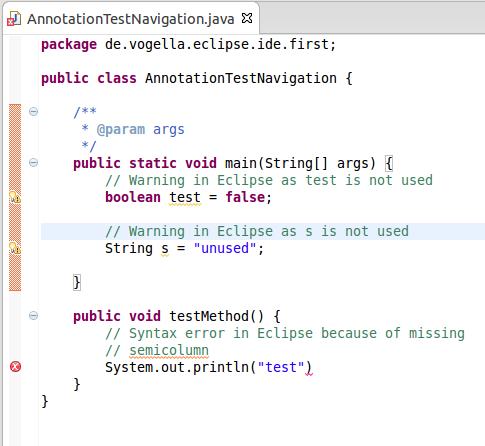 AnnotationTestNavigation.java
package de.vogella.eclipse.ide.first;
public class AnnotationTestNavigation {
/**
* @param args
*/
public static void main(String[] args) {
// Warning in Eclipse as test is not used
boolean test = false;
// Warning in Eclipse as s is not used
String s = "unused";
}
public void testMethod() {
// Syntax error in Eclipse because of missing
// semicolumn
System.out.println("test")
}
}